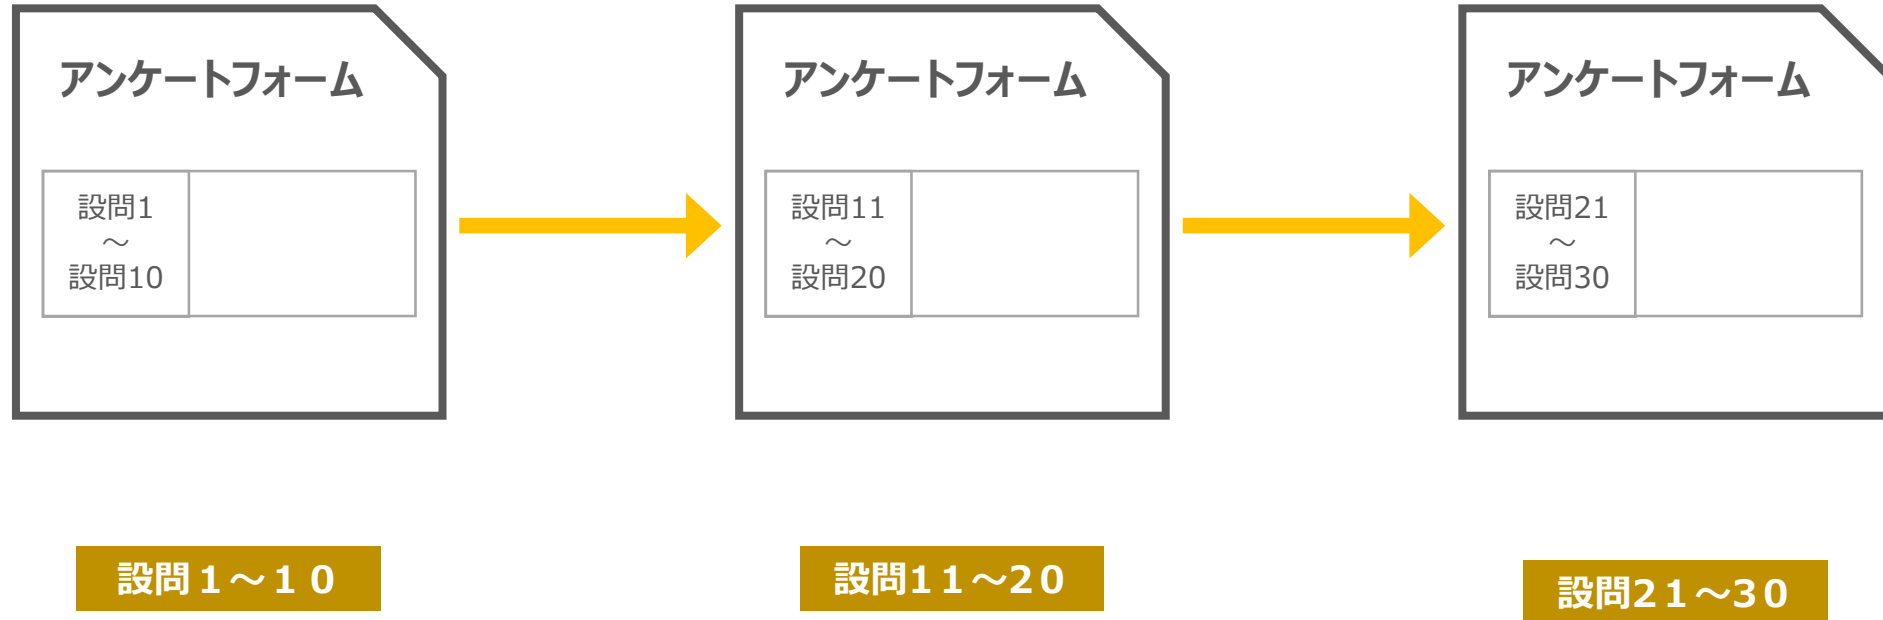 アンケートフォーム
設問1
～
設問10
アンケートフォーム
設問11
～
設問20
アンケートフォーム
設問21
～
設問30
設問１～１０
設問1１～2０
設問2１～3０